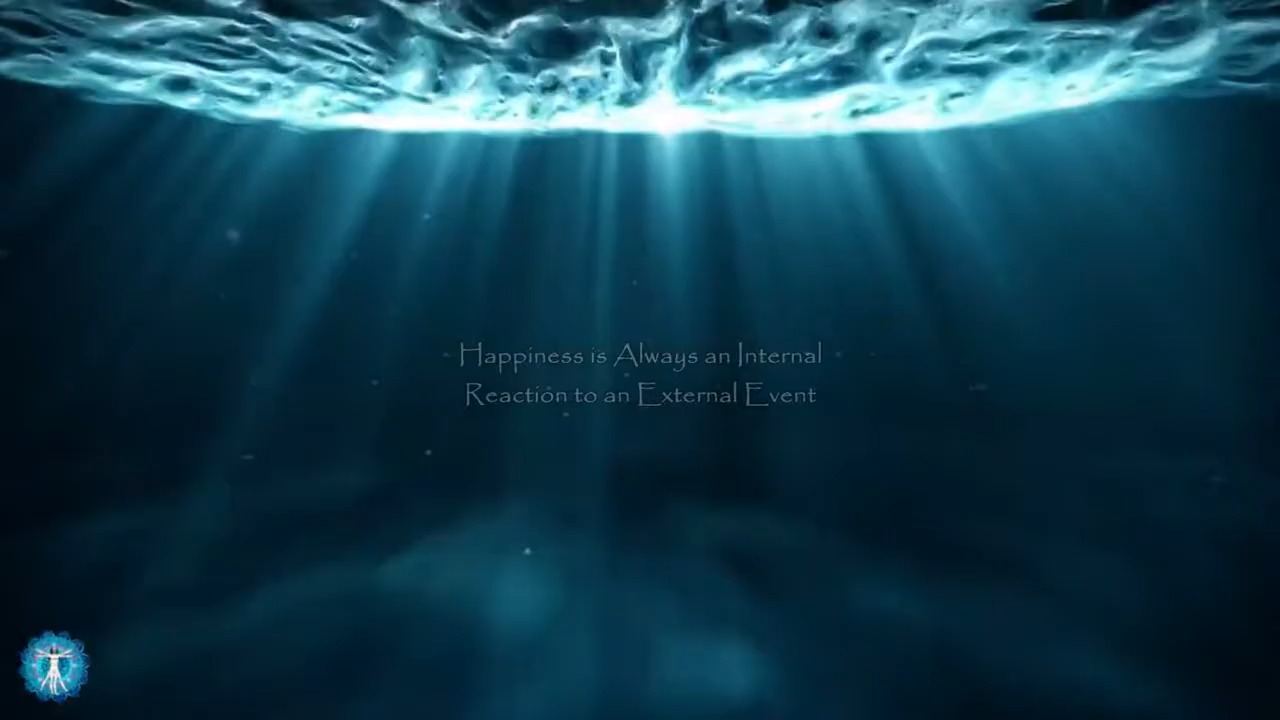 Happiness is Always an Internal
Reaction to an External Event